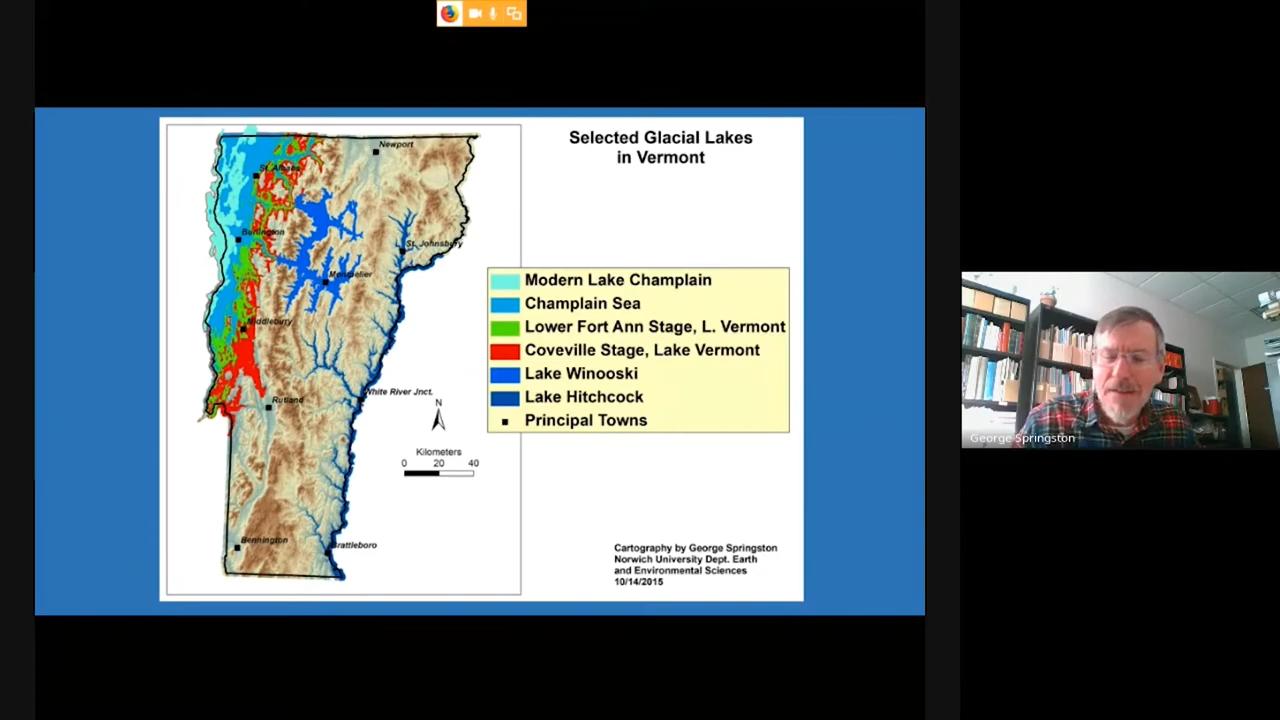 Selected Glacial Lakes
in Vermont
Newport
St. Albans
Burlington
St. Johnsbury
Montpelier
Middlebury
White River Jnct.
Rutland
Bennington
Brattleboro
N
Kilometers
0 20 40
Modern Lake Champlain
Champlain Sea
Lower Fort Ann Stage, L. Vermont
Coveville Stage, Lake Vermont
Lake Winooski
Lake Hitchcock
Principal Towns
Cartography by George Springston
Norwich University Dept. Earth
and Environmental Sciences
10/14/2015
George Springston